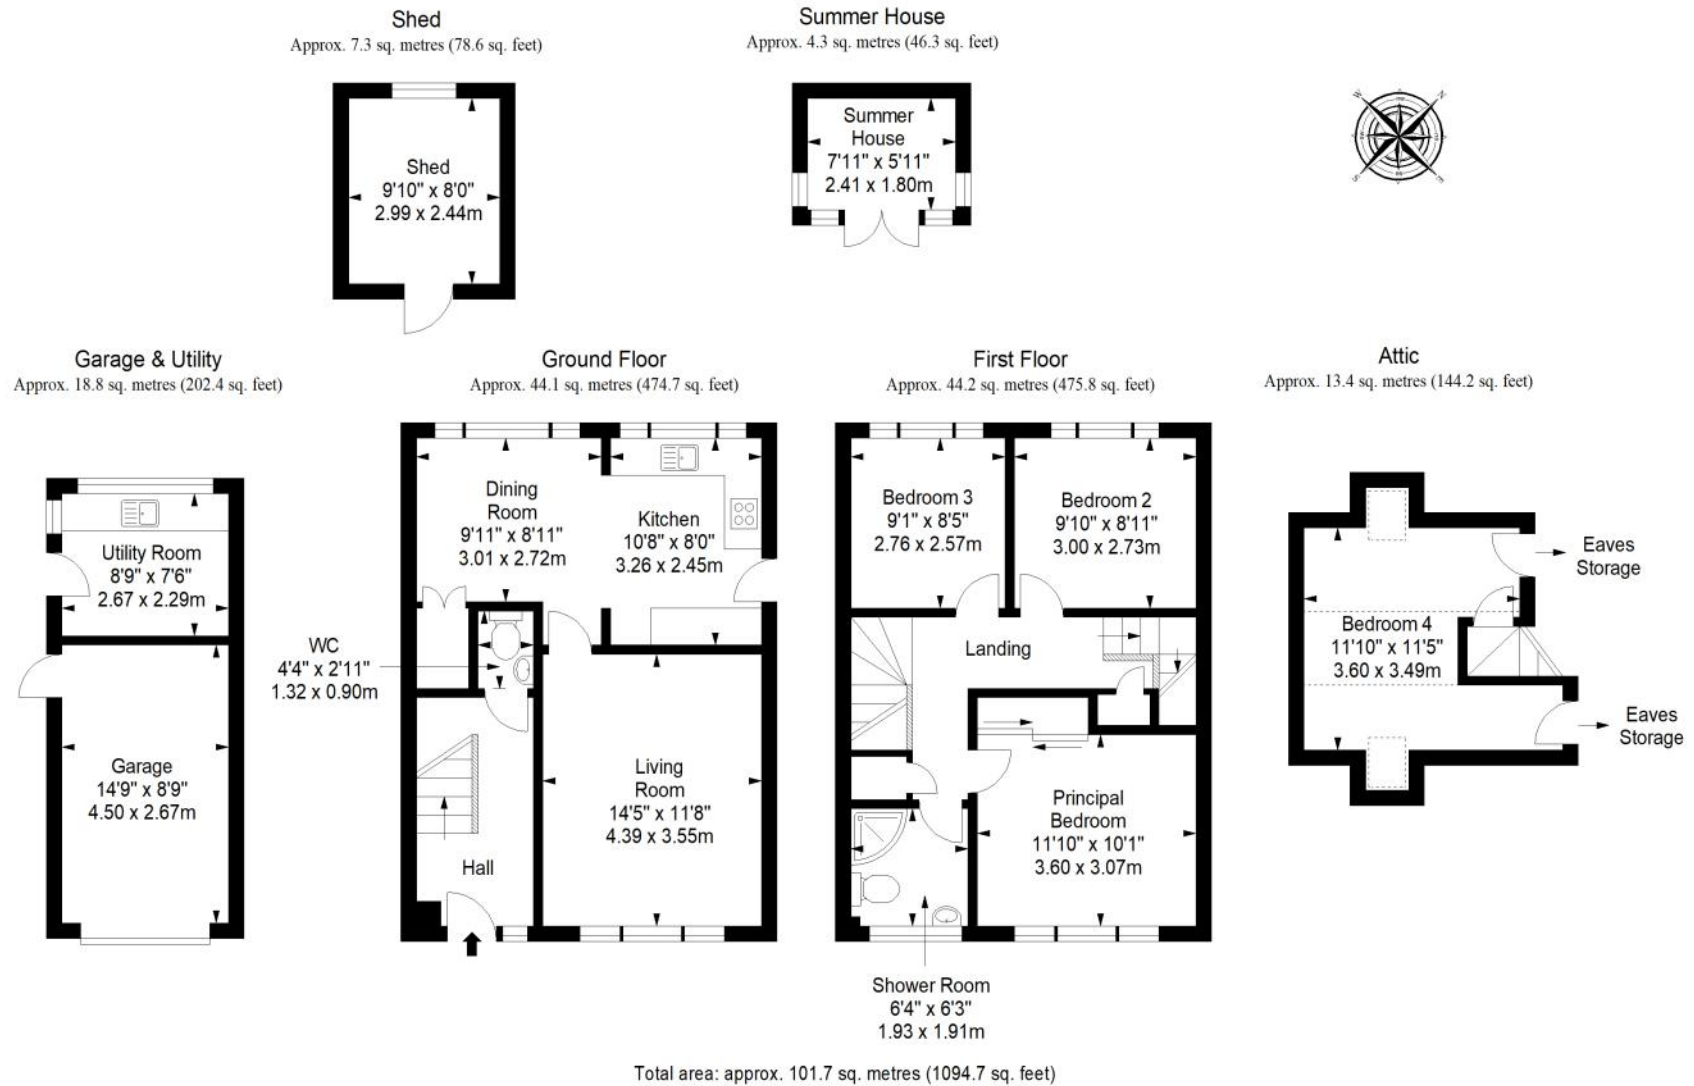 Shed
Approx. 7.3 sq. metres (78.6 sq. feet)
Shed
9'10" x 8'0"
2.99 x 2.44m
Summer House
Approx. 4.3 sq. metres (46.3 sq. feet)
Summer
House
7'11" x 5'11"
2.41 x 1.80m
W
N
S
E
Garage & Utility
Approx. 18.8 sq. metres (202.4 sq. feet)
Utility Room
8'9" x 7'6"
2.67 x 2.29m
Garage
14'9" x 8'9"
4.50 x 2.67m
Ground Floor
Approx. 44.1 sq. metres (474.7 sq. feet)
Dining
Room
9'11" x 8'11"
3.01 x 2.72m
Kitchen
10'8" x 8'0"
3.26 x 2.45m
WC
4'4" x 2'11"
1.32 x 0.90m
Living
Room
14'5" x 11'8"
4.39 x 3.55m
Hall
First Floor
Approx. 44.2 sq. metres (475.8 sq. feet)
Bedroom 3
9'1" x 8'5"
2.76 x 2.57m
Bedroom 2
9'10" x 8'11"
3.00 x 2.73m
Landing
Principal
Bedroom
11'10" x 10'1"
3.60 x 3.07m
Shower Room
6'4" x 6'3"
1.93 x 1.91m
Attic
Approx. 13.4 sq. metres (144.2 sq. feet)
Eaves
Storage
Bedroom 4
11'10" x 11'5"
3.60 x 3.49m
Eaves
Storage
Total area: approx. 101.7 sq. metres (1094.7 sq. feet)